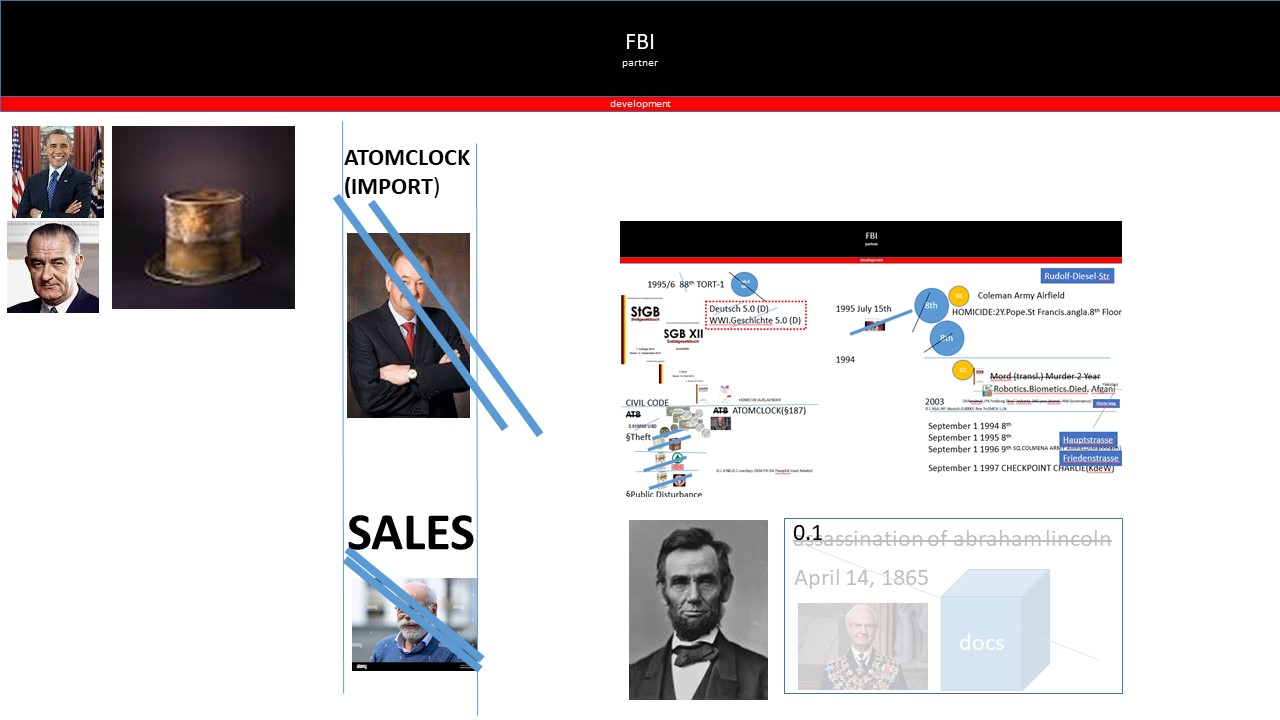 FBI
partner
development
ATOMCLOCK
(IMPORT)
SALES
alamy
FBI
partner
development
1995/6 88th TORT-1
Deutsch 5.0 (D)
WWI.Geschichte 5.0 (D)
StGB
Strafgesetzbuch
SGB XII
Sozialgesetzbuch
CIVIL CODE
ATB
ATB ATOMCLOCK(§187)
§Theft
§Public Disturbance
Rudolf-Diesel-Str
1995 July 15th
8th
SQ
Coleman Army Airfield
HOMICIDE:2Y.Pope.St Francis.angla.8th Floor
8th
1994
SQ
Mord (transl.) Murder 2 Year
Robotics.Biometics.Died. Afgan)
2003
September 1 1994 8th
September 1 1995 8th
September 1 1996 9th SQ.COLMENA ARMY
September 1 1997 CHECKPOINT CHARLIE(KdeW)
Hauptstrasse
Friedenstrasse
0.1
assassination of abraham lincoln
April 14, 1865
docs